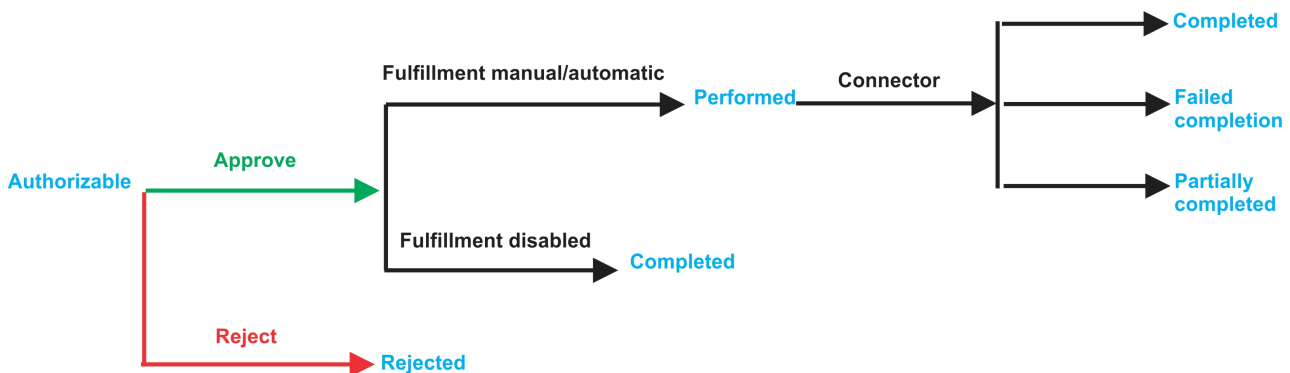 Completed
Fulfillment manual/automatic
Performed
Connector
Failed
completion
Approve
Authorizable
Partially
completed
Fulfillment disabled
Completed
Reject
Rejected